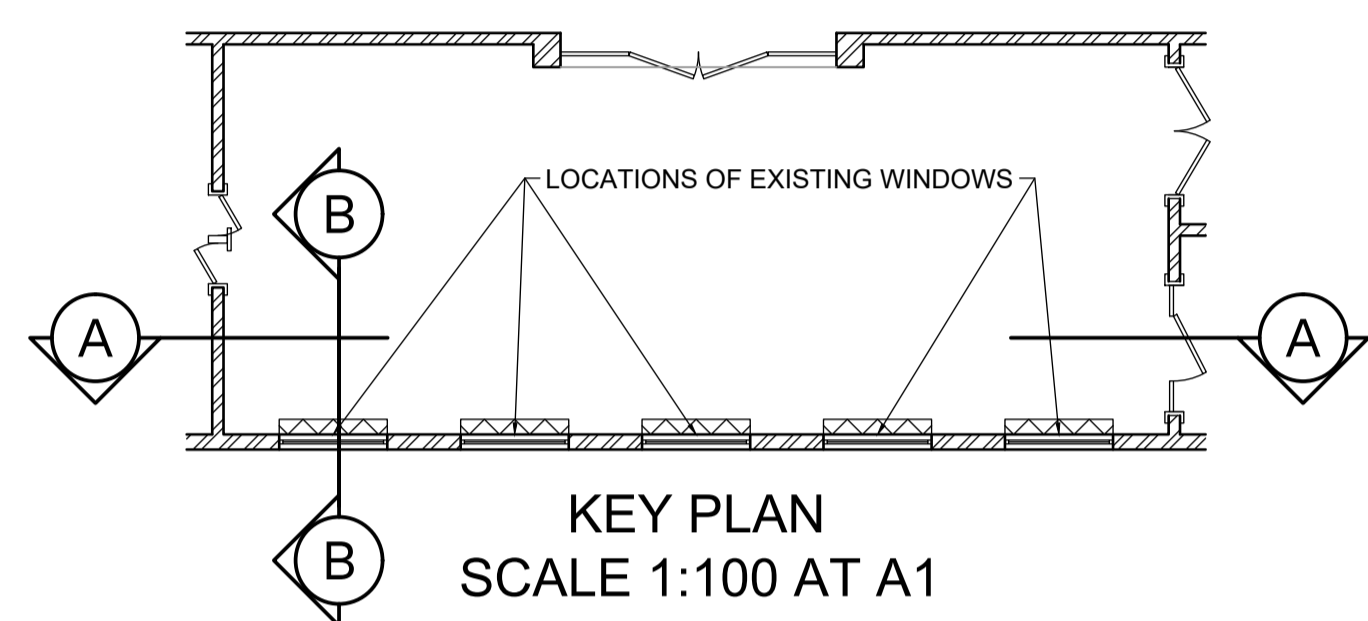 LOCATIONS OF EXISTING WINDOWS
B
A
A
B
KEY PLAN
SCALE 1:100 AT A1